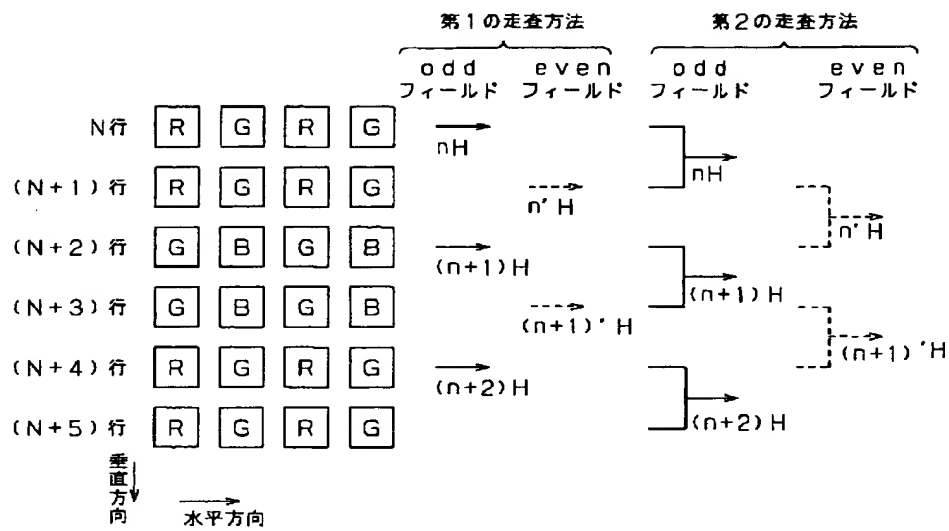 第1の走査方法 第2の走査方法
odd even odd even
フィールド フィールド フィールド フィールド
N行 R G R G nH nH
(N+1)行 R G R G n'H n'H
(N+2)行 G B G B (n+1)H (n+1)H
(N+3)行 G B G B (n+1)'H (n+1)'H
(N+4)行 R G R G (n+2)H (n+2)H
(N+5)行 R G R G
垂直方向
水平方向